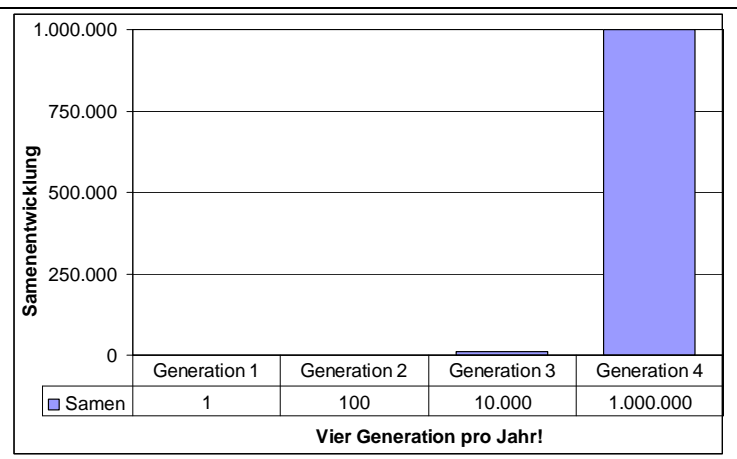 1.000.000
750.000
500.000
250.000
0
Samenentwicklung
Generation 1 Generation 2 Generation 3 Generation 4
Samen 1 100 10.000 1.000.000
Vier Generation pro Jahr!